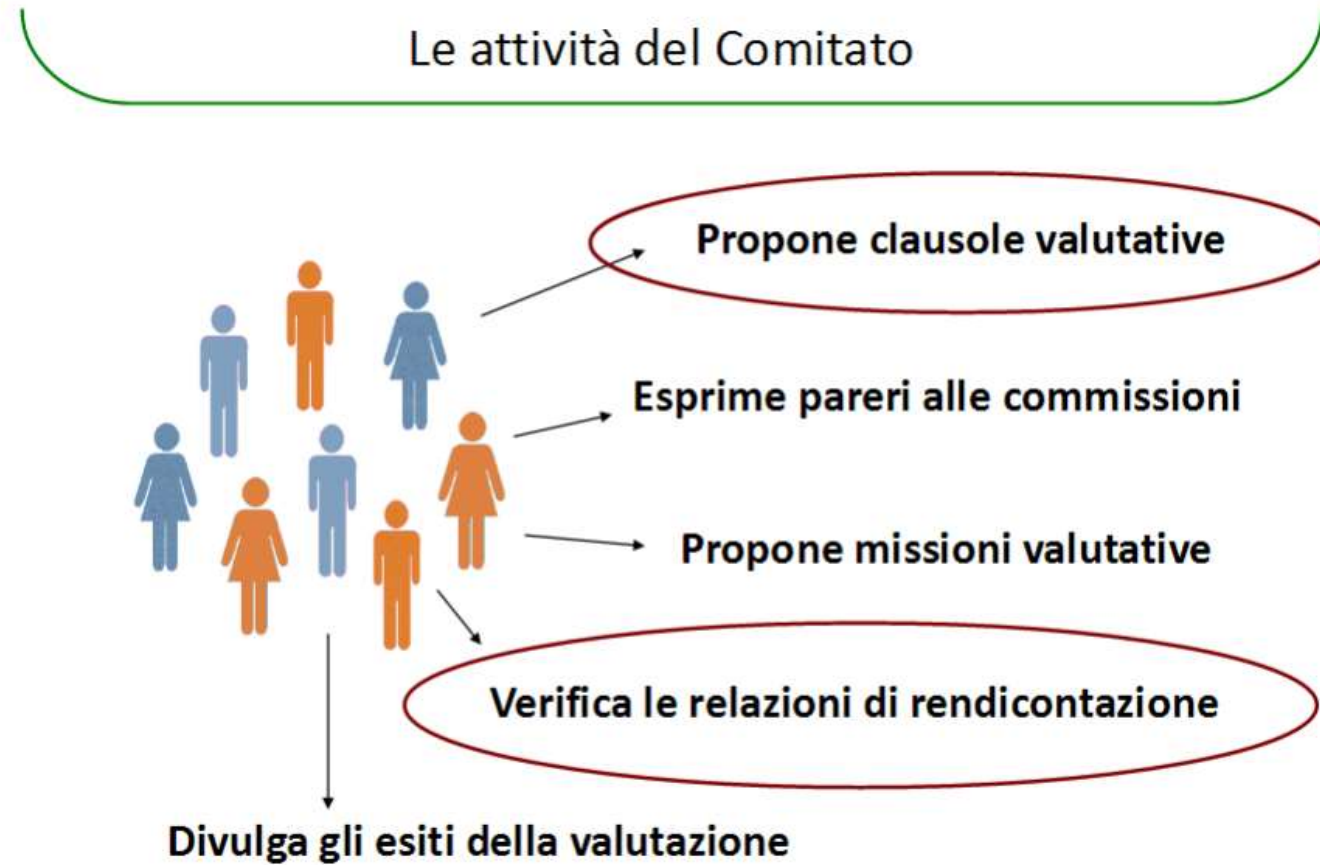 Le attività del Comitato
Propone clausole valutative
Esprime pareri alle commissioni
Propone missioni valutative
Verifica le relazioni di rendicontazione
Divulga gli esiti della valutazione